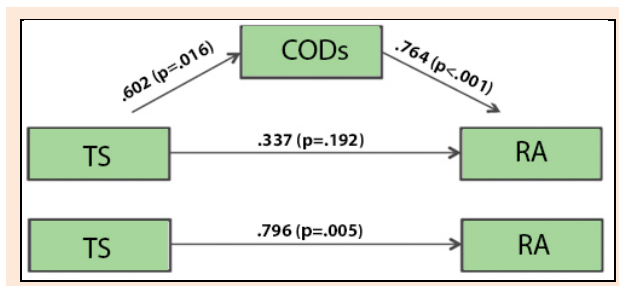 CODs
.602 (p=.016)
.764 (p<.001)
TS
.337 (p=.192)
RA
TS
.796 (p=.005)
RA